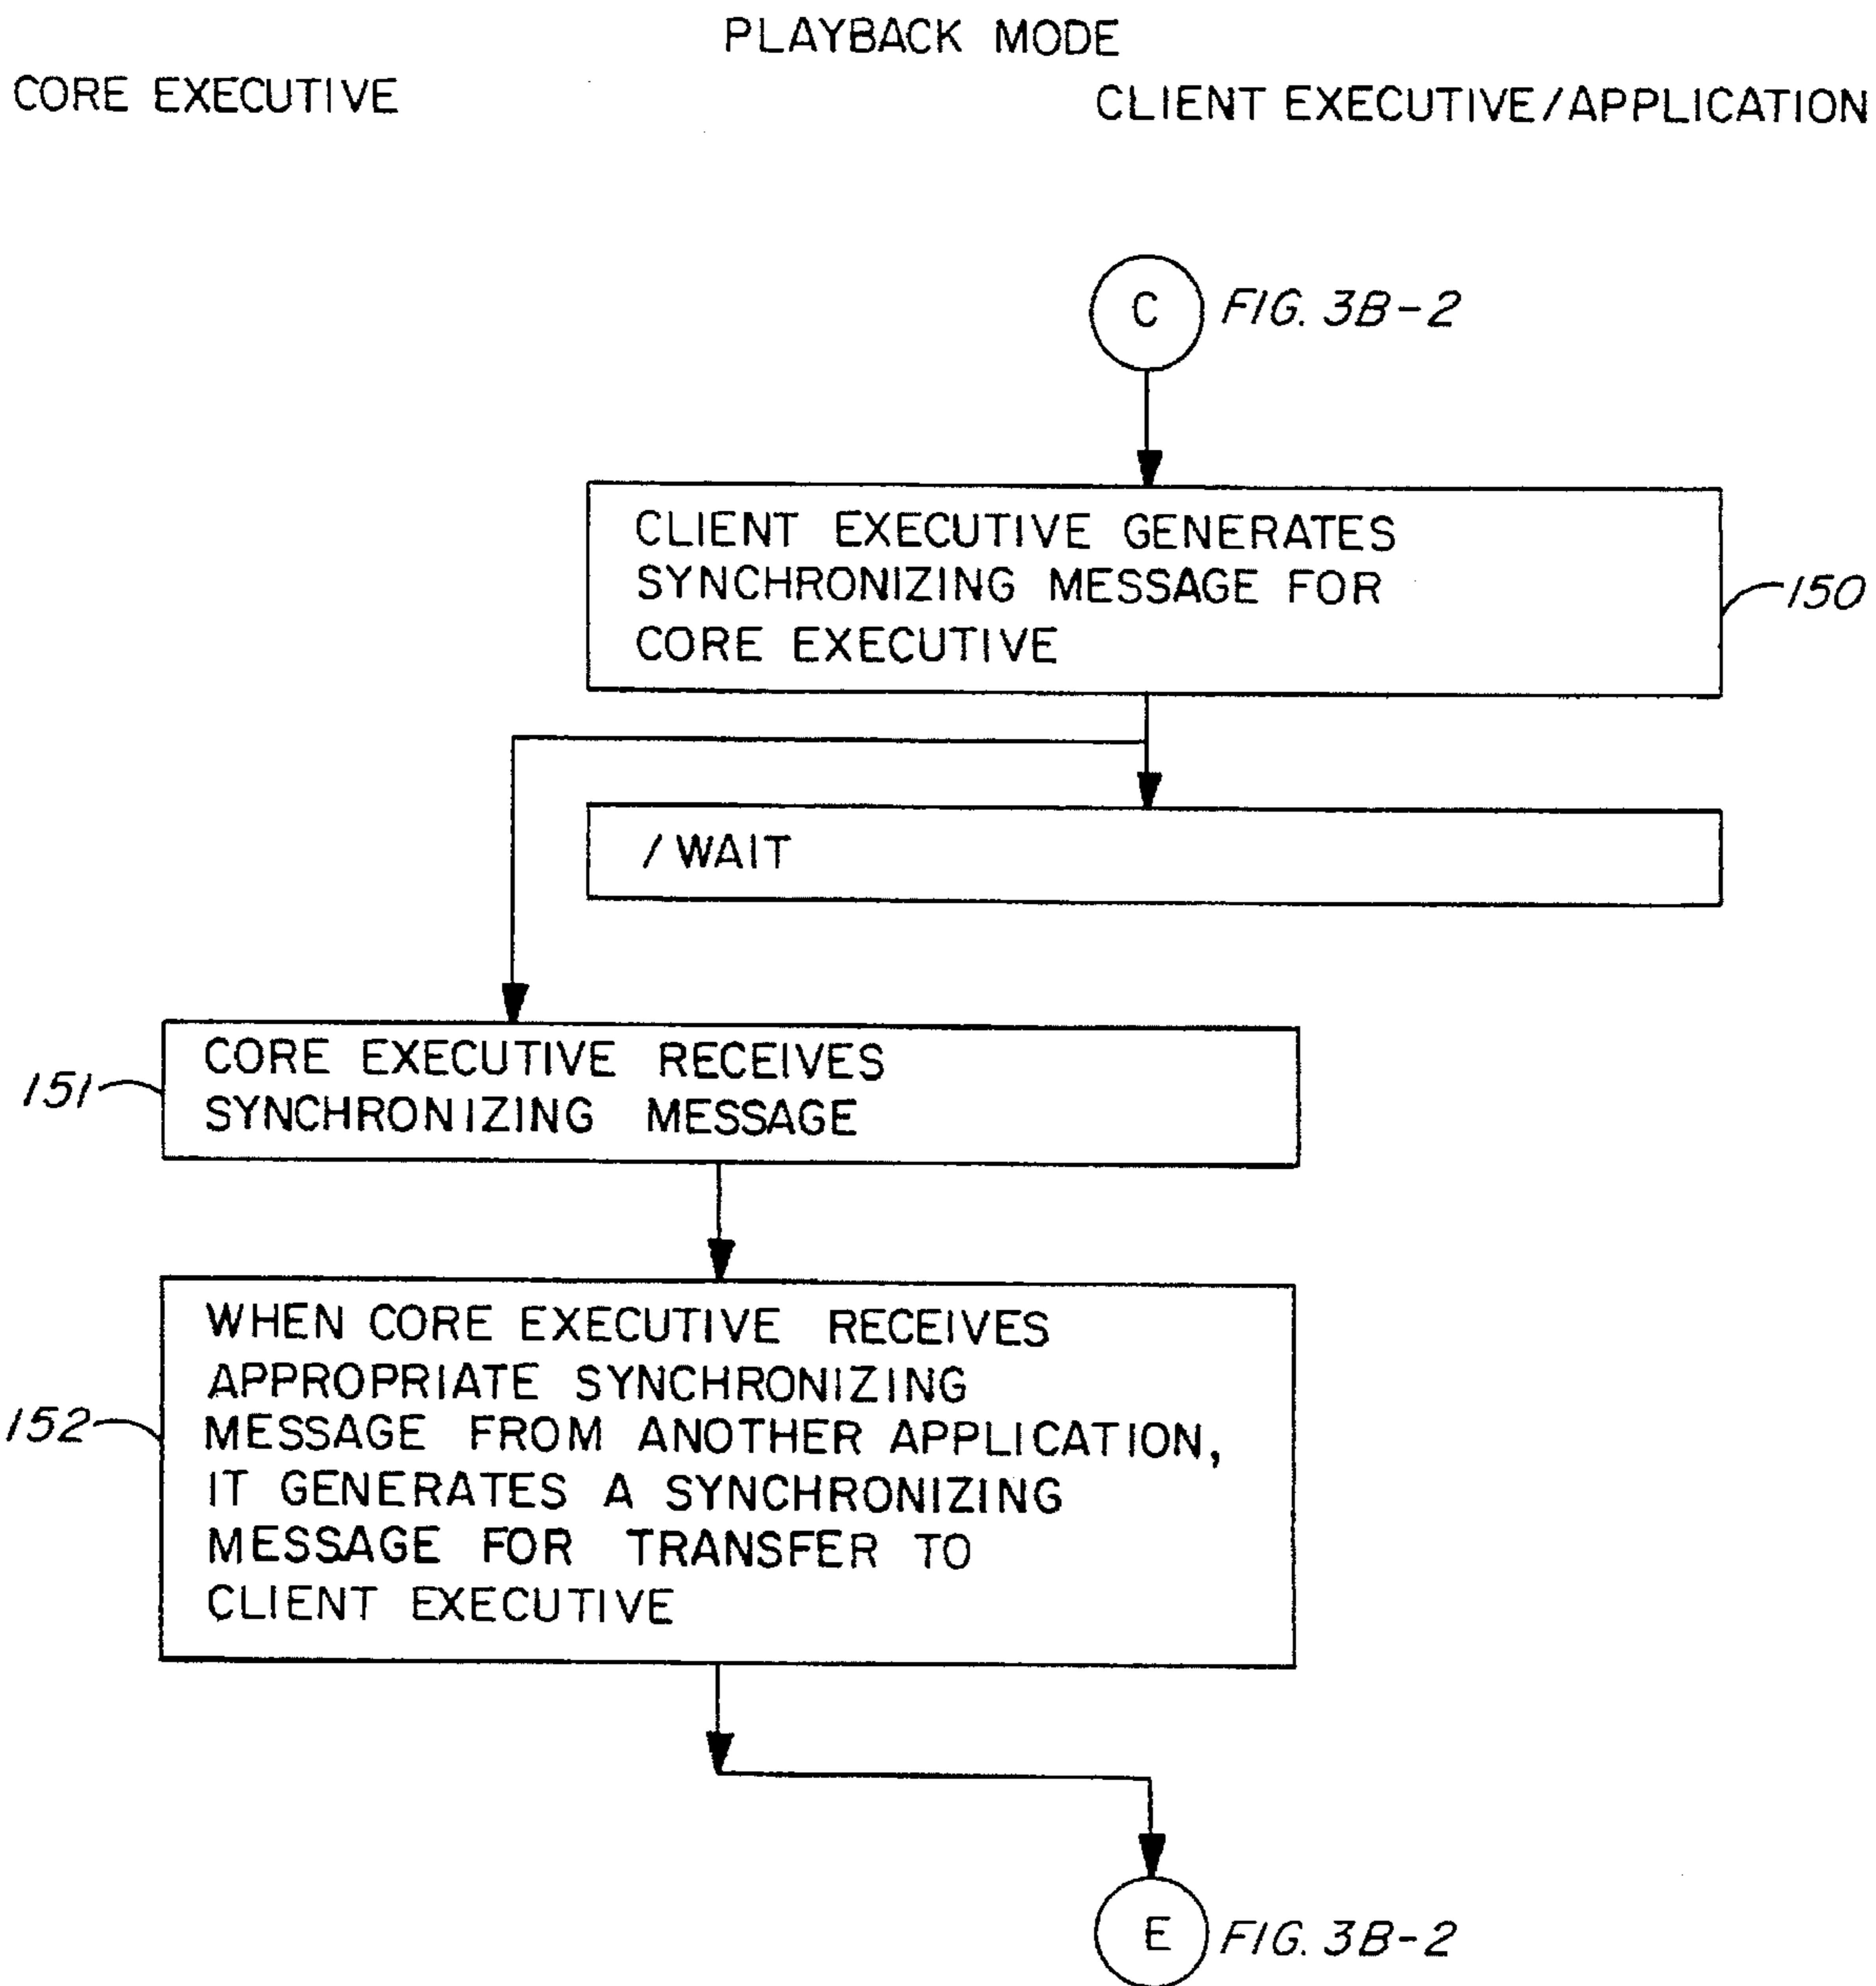 PLAYBACK MODE
CORE EXECUTIVE
CLIENT EXECUTIVE/APPLICATION
C
FIG. 3B-2
CLIENT EXECUTIVE GENERATES
SYNCHRONIZING MESSAGE FOR
CORE EXECUTIVE
150
/WAIT
CORE EXECUTIVE RECEIVES
SYNCHRONIZING MESSAGE
151
WHEN CORE EXECUTIVE RECEIVES
APPROPRIATE SYNCHRONIZING
MESSAGE FROM ANOTHER APPLICATION,
IT GENERATES A SYNCHRONIZING
MESSAGE FOR TRANSFER TO
CLIENT EXECUTIVE
152
E
FIG. 3B-2